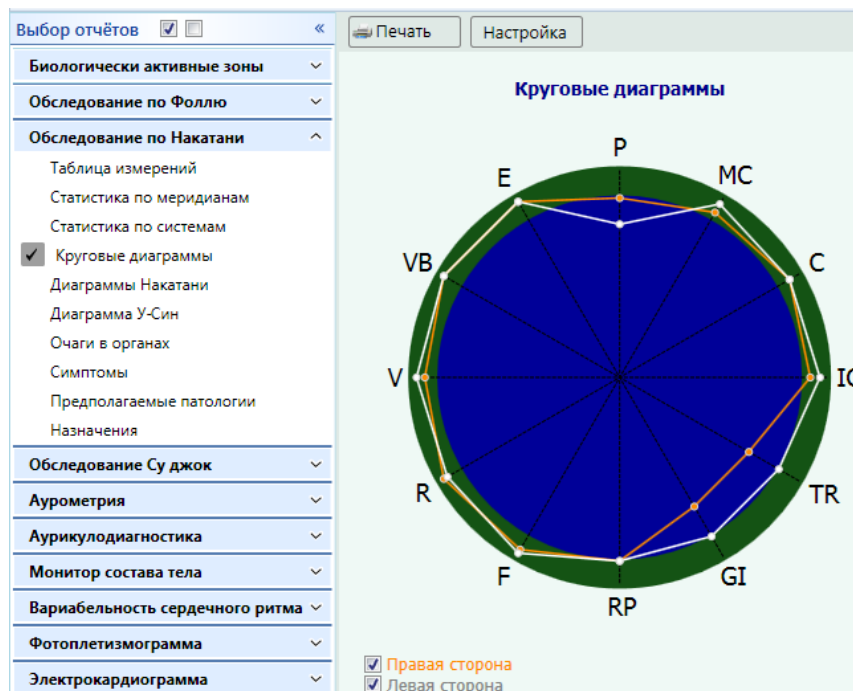 Выбор отчётов
«
Печать
Настройка
Биологически активные зоны
Обследование по Фоллю
Обследование по Накатани
Таблица измерений
Статистика по меридианам
Статистика по системам
Круговые диаграммы
Диаграммы Накатани
Диаграмма У-Син
Очаги в органах
Симптомы
Предполагаемые патологии
Назначения
Обследование Су джок
Аурометрия
Аурикулодиагностика
Монитор состава тела
Вариабельность сердечного ритма
Фотоплетизмограмма
Электрокардиограмма
Круговые диаграммы
P
MC
C
TR
GI
RP
F
R
V
VB
E
Правая сторона
Левая сторона